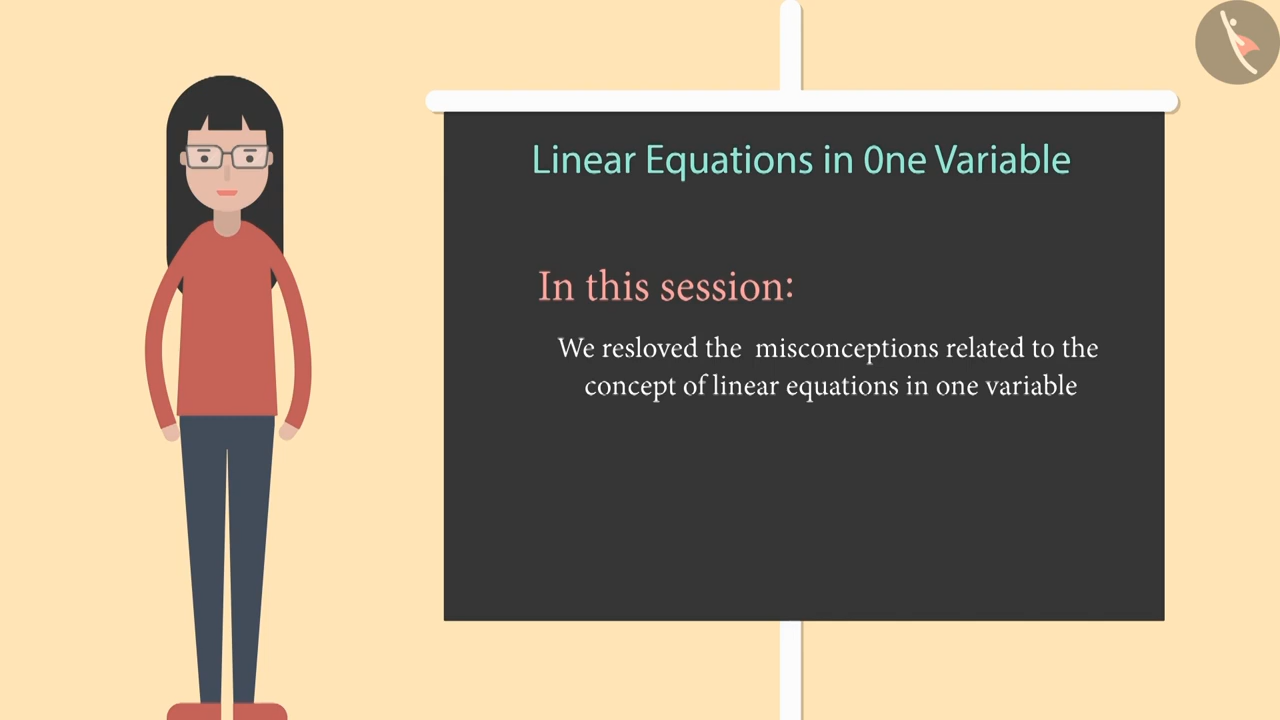 Linear Equations in One Variable
In this session:
We resloved the misconceptions related to the
concept of linear equations in one variable